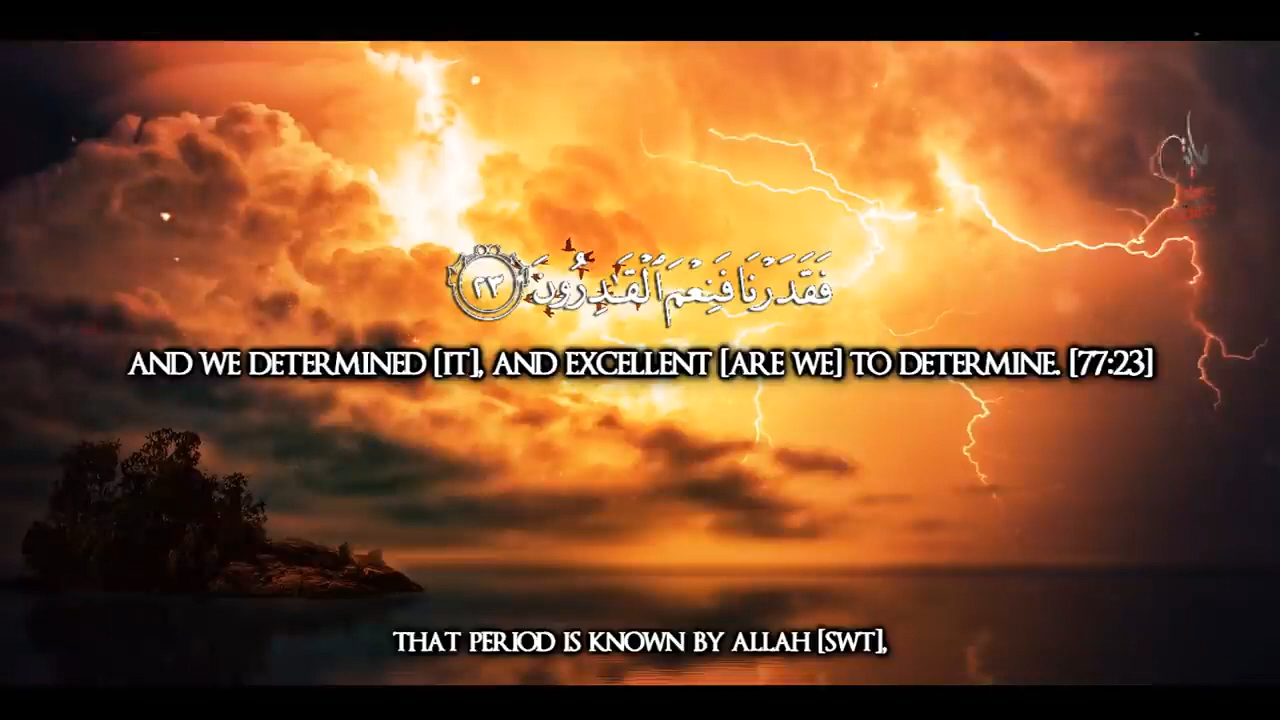 فَقَدَرْنَا فَنِعْمَ ٱلْقَـٰدِرُونَ ٢٣
AND WE DETERMINED [IT], AND EXCELLENT [ARE WE] TO DETERMINE. [77:23]
THAT PERIOD IS KNOWN BY ALLAH [SWT],